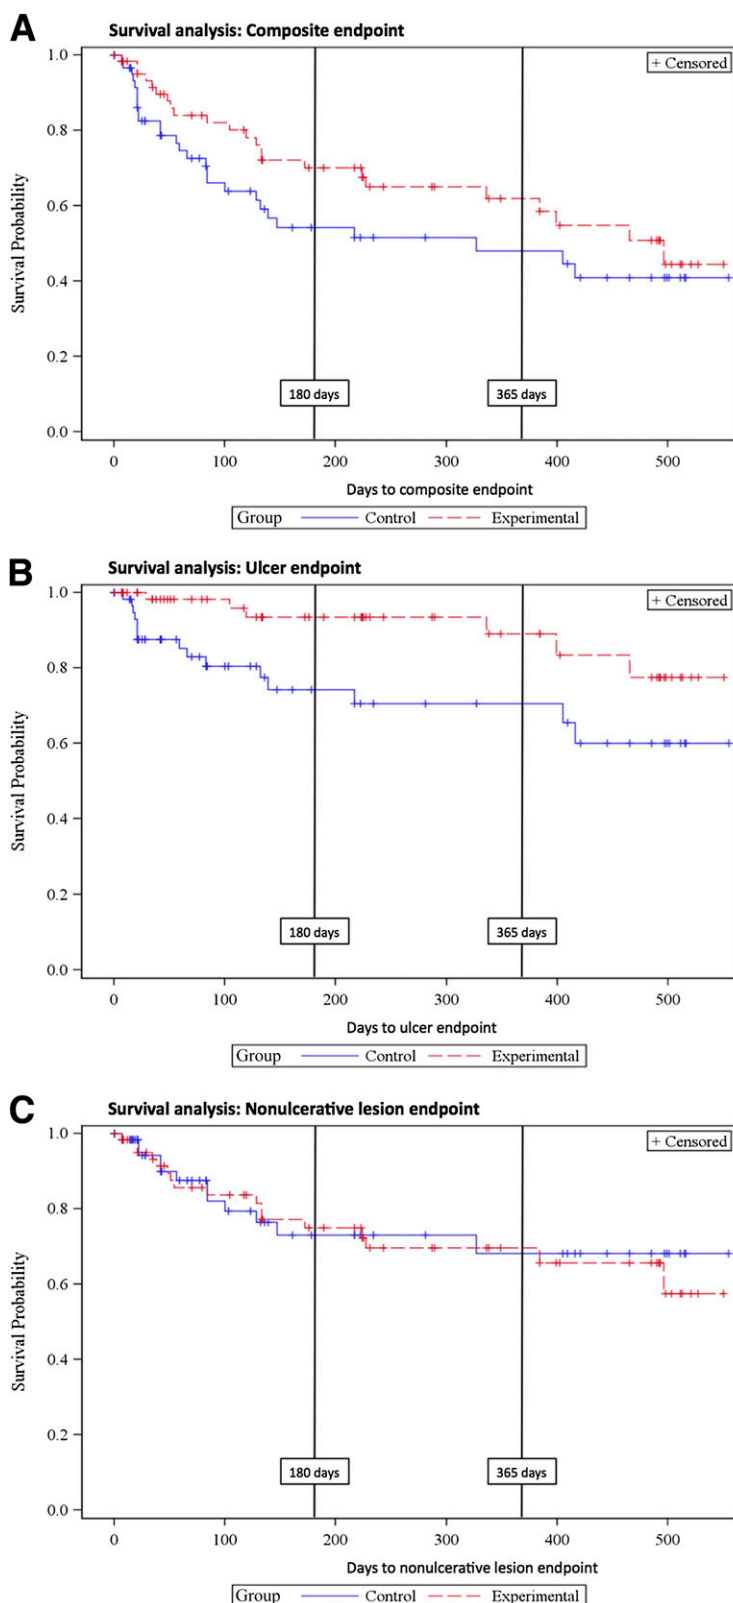 A
Survival analysis: Composite endpoint
+ Censored
1.0
0.8
0.6
0.4
0.2
0.0
Survival Probability
180 days
365 days
0 100 200 300 400 500
Days to composite endpoint
Group Control Experimental
B
Survival analysis: Ulcer endpoint
+ Censored
1.0
0.8
0.6
0.4
0.2
0.0
Survival Probability
180 days
365 days
0 100 200 300 400 500
Days to ulcer endpoint
Group Control Experimental
C
Survival analysis: Nonulcerative lesion endpoint
+ Censored
1.0
0.8
0.6
0.4
0.2
0.0
Survival Probability
180 days
365 days
0 100 200 300 400 500
Days to nonulcerative lesion endpoint
Group Control Experimental